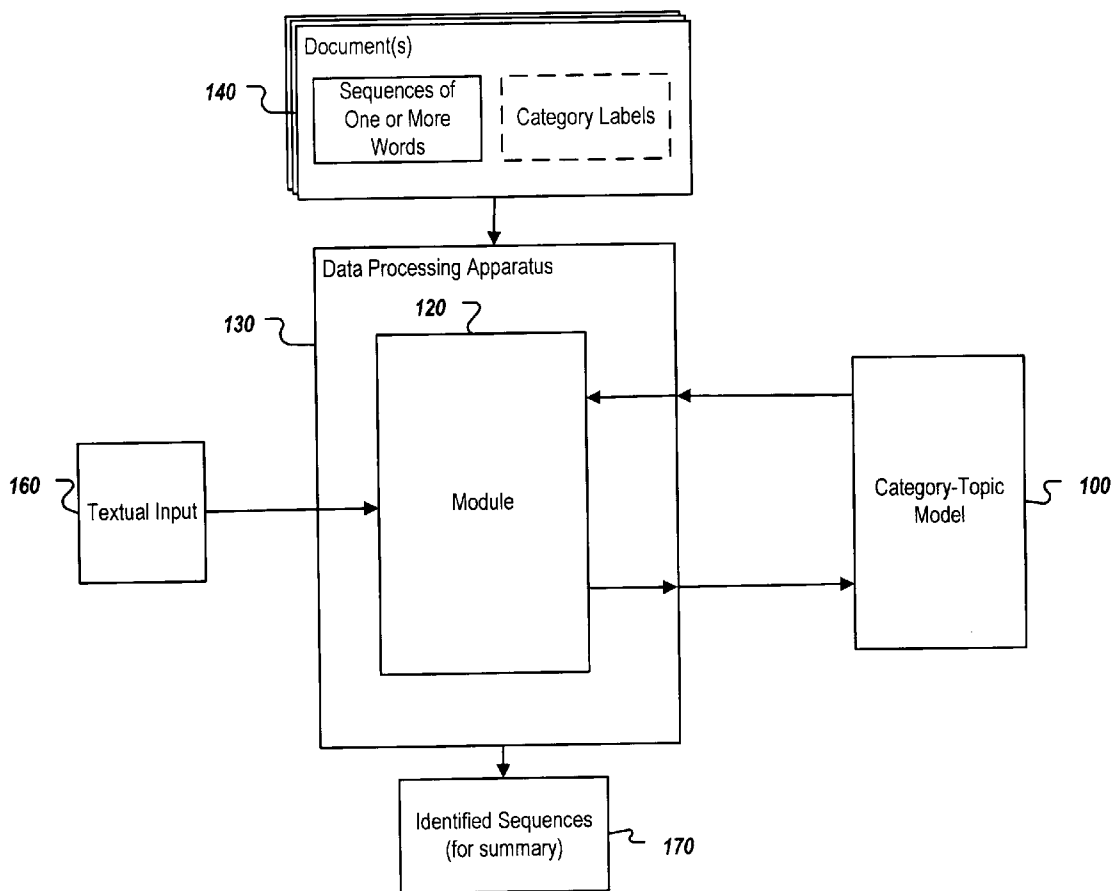 Document(s)
140
Sequences of
One or More
Words
Category Labels
Data Processing Apparatus
120
130
160
Textual Input
Module
Category-Topic
Model
100
Identified Sequences
(for summary)
170